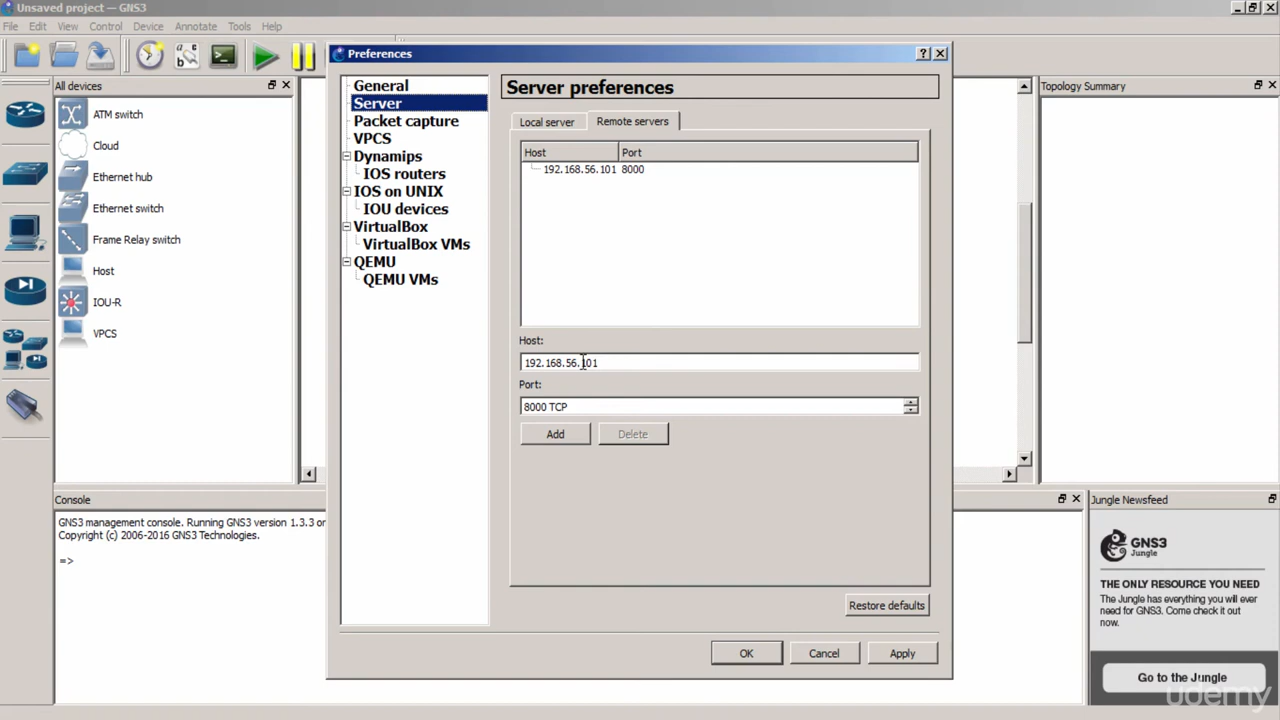 Unsaved project — GNS3
File Edit View Control Device Annotate Tools Help
All devices
ATM switch
Cloud
Ethernet hub
Ethernet switch
Frame Relay switch
Host
IOU-R
VPCS
Preferences
General
Server
Packet capture
VPCS
Dynamips
IOS routers
IOS on UNIX
IOU devices
VirtualBox
VirtualBox VMs
QEMU
QEMU VMs
Server preferences
Local server Remote servers
Host Port
192.168.56.101 8000
Host:
192.168.56.101
Port:
8000 TCP
Add Delete
Restore defaults
OK Cancel Apply
Topology Summary
Console
GNS3 management console. Running GNS3 version 1.3.3 or
Copyright (c) 2006-2016 GNS3 Technologies.
=>
Jungle Newsfeed
GNS3
Jungle
THE ONLY RESOURCE YOU NEED
The Jungle has everything you will ever
need for GNS3. Come check it out
now.
Go to the Jungle
udemy